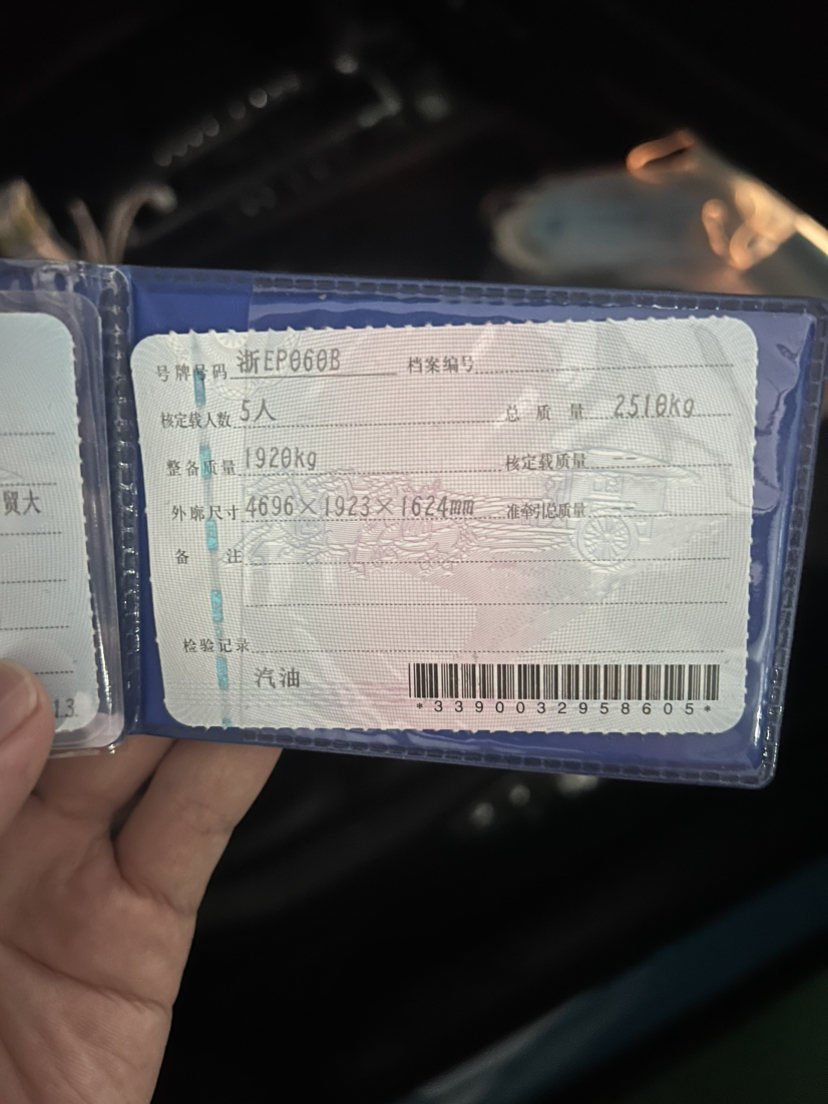 号牌号码 浙EP060B 档案编号
核定载人数 5人 总质量 2510kg
整备质量 1920kg 核定载质量 --
外廓尺寸 4696×1923×1624mm 准牵引总质量 --
备注
检验记录
汽油
*3390032958605*
贸大
13